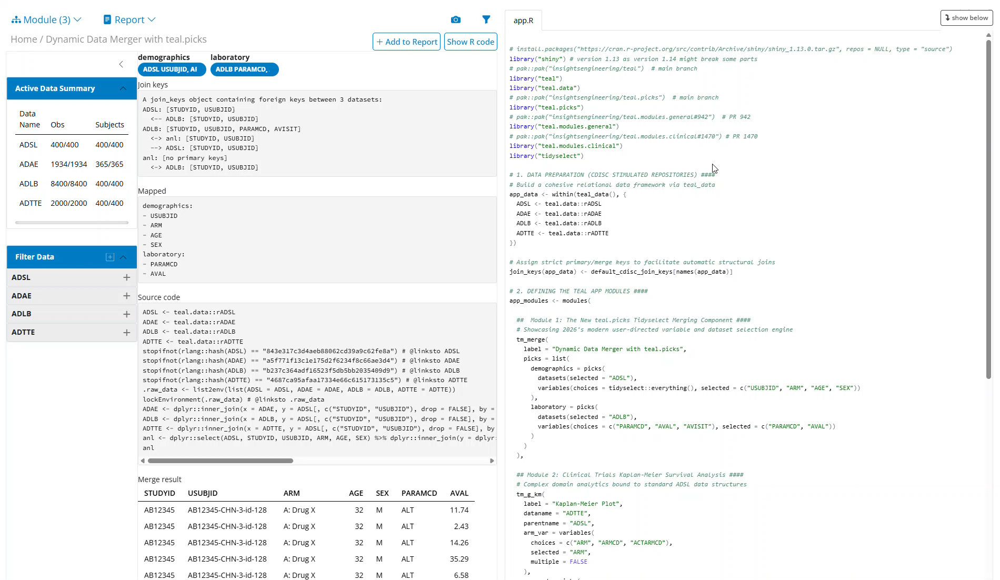 Module (3)
Report
Home / Dynamic Data Merger with teal.picks
+ Add to Report
Show R code
Active Data Summary
Data Name Obs Subjects
ADSL 400/400 400/400
ADAE 1934/1934 365/365
ADLB 8400/8400 400/400
ADTTE 2000/2000 400/400
Filter Data
ADSL
ADAE
ADLB
ADTTE
demographics laboratory
ADSL USUBJID, AI ADLB PARAMCD,
Join keys
A join_keys object containing foreign keys between 3 datasets:
ADSL: [STUDYID, USUBJID]
<-- ADLB: [STUDYID, USUBJID]
ADLB: [STUDYID, USUBJID, PARAMCD, AVISIT]
<-> anl: [STUDYID, USUBJID]
--> ADSL: [STUDYID, USUBJID]
anl: [no primary keys]
<-> ADLB: [STUDYID, USUBJID]
Mapped
demographics:
- USUBJID
- ARM
- AGE
- SEX
laboratory:
- PARAMCD
- AVAL
Source code
ADSL <- teal.data::rADSL
ADAE <- teal.data::rADAE
ADLB <- teal.data::rADLB
ADTTE <- teal.data::rADTTE
stopifnot(rlang::hash(ADSL) == "843e317c3d4aeb88062cd39a9c62fe8a") # @linksto ADSL
stopifnot(rlang::hash(ADAE) == "a5f771f13c1e175d2f6234f8c66ae3d4") # @linksto ADAE
stopifnot(rlang::hash(ADLB) == "b237c364adf16523f5db5bb2035409d9") # @linksto ADLB
stopifnot(rlang::hash(ADTTE) == "4687ca95afaa17334e66c615173135c5") # @linksto ADTTE
.raw_data <- list2env(list(ADSL = ADSL, ADAE = ADAE, ADLB = ADLB, ADTTE = ADTTE))
lockEnvironment(.raw_data) # @linksto .raw_data
ADAE <- dplyr::inner_join(x = ADAE, y = ADSL[, c("STUDYID", "USUBJID"), drop = FALSE], by =
ADLB <- dplyr::inner_join(x = ADLB, y = ADSL[, c("STUDYID", "USUBJID"), drop = FALSE], by =
ADTTE <- dplyr::inner_join(x = ADTTE, y = ADSL[, c("STUDYID", "USUBJID"), drop = FALSE], by
anl <- dplyr::select(ADSL, STUDYID, USUBJID, ARM, AGE, SEX) %>% dplyr::inner_join(y = dplyr:
anl
Merge result
STUDYID USUBJID ARM AGE SEX PARAMCD AVAL
AB12345 AB12345-CHN-3-id-128 A: Drug X 32 M ALT 11.74
AB12345 AB12345-CHN-3-id-128 A: Drug X 32 M ALT 2.43
AB12345 AB12345-CHN-3-id-128 A: Drug X 32 M ALT 14.26
AB12345 AB12345-CHN-3-id-128 A: Drug X 32 M ALT 35.29
AB12345 AB12345-CHN-3-id-128 A: Drug X 32 M ALT 6.58
app.R
show below
# install.packages("https://cran.r-project.org/src/contrib/Archive/shiny/shiny_1.13.0.tar.gz", repos = NULL, type = "source")
library("shiny") # version 1.13 as version 1.14 might break some parts
# pak::pak("insightsengineering/teal") # main branch
library("teal")
library("teal.data")
# pak::pak("insightsengineering/teal.picks") # main branch
library("teal.picks")
# pak::pak("insightsengineering/teal.modules.general#942") # PR 942
library("teal.modules.general")
# pak::pak("insightsengineering/teal.modules.clinical#1470") # PR 1470
library("teal.modules.clinical")
library("tidyselect")
# 1. DATA PREPARATION (CDISC STIMULATED REPOSITORIES) ####
# Build a cohesive relational data framework via teal_data
app_data <- within(teal_data(), {
ADSL <- teal.data::rADSL
ADAE <- teal.data::rADAE
ADLB <- teal.data::rADLB
ADTTE <- teal.data::rADTTE
})
# Assign strict primary/merge keys to facilitate automatic structural joins
join_keys(app_data) <- default_cdisc_join_keys[names(app_data)]
# 2. DEFINING THE TEAL APP MODULES ####
app_modules <- modules(
## Module 1: The New teal.picks Tidyselect Merging Component ####
# Showcasing 2026's modern user-directed variable and dataset selection engine
tm_merge(
label = "Dynamic Data Merger with teal.picks",
picks = list(
demographics = picks(
datasets(selected = "ADSL"),
variables(choices = tidyselect::everything(), selected = c("USUBJID", "ARM", "AGE", "SEX"))
),
laboratory = picks(
datasets(selected = "ADLB"),
variables(choices = c("PARAMCD", "AVAL", "AVISIT"), selected = c("PARAMCD", "AVAL"))
)
)
),
## Module 2: Clinical Trials Kaplan-Meier Survival Analysis ####
# Complex domain analytics bound to standard ADSL data structures
tm_g_km(
label = "Kaplan-Meier Plot",
dataname = "ADTTE",
parentname = "ADSL",
arm_var = variables(
choices = c("ARM", "ARMCD", "ACTARMCD"),
selected = "ARM",
multiple = FALSE
),